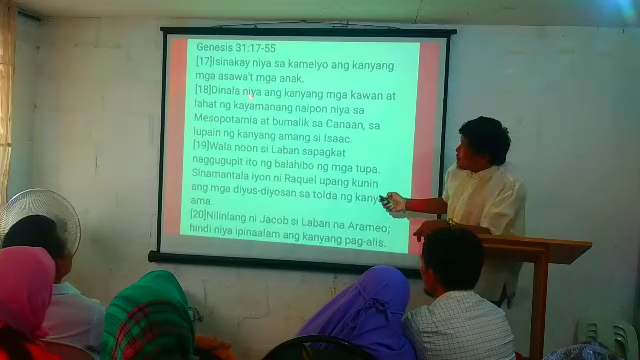 Genesis 31:17-55
[17]Isinakay niya sa kamelyo ang kanyang
mga asawa't mga anak.
[18]Dinala niya ang kanyang mga kawan at
lahat ng kayamanang naipon niya sa
Mesopotamia at bumalik sa Canaan, sa
lupain ng kanyang amang si Isaac.
[19]Wala noon si Laban sapagkat
naggugupit ito ng balahibo ng mga tupa.
Sinamantala iyon ni Raquel upang kunin
ang mga diyus-diyosan sa tolda ng kany
ama.
[20]Nilinlang ni Jacob si Laban na Arameo;
hindi niya ipinaalam ang kanyang pag-alis.